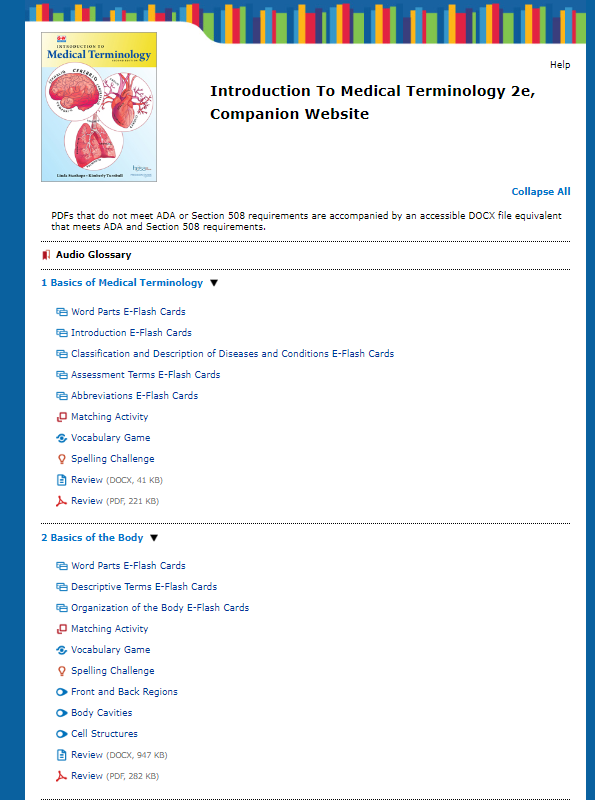 INTRODUCTION TO
Medical Terminology
CEREBRO
Linda Stanhope • Kimberly Turnbull
Help
Introduction To Medical Terminology 2e,
Companion Website
Collapse All
PDFs that do not meet ADA or Section 508 requirements are accompanied by an accessible DOCX file equivalent
that meets ADA and Section 508 requirements.
Audio Glossary
1 Basics of Medical Terminology ▼
Word Parts E-Flash Cards
Introduction E-Flash Cards
Classification and Description of Diseases and Conditions E-Flash Cards
Assessment Terms E-Flash Cards
Abbreviations E-Flash Cards
Matching Activity
Vocabulary Game
Spelling Challenge
Review (DOCX, 41 KB)
Review (PDF, 221 KB)
2 Basics of the Body ▼
Word Parts E-Flash Cards
Descriptive Terms E-Flash Cards
Organization of the Body E-Flash Cards
Matching Activity
Vocabulary Game
Spelling Challenge
Front and Back Regions
Body Cavities
Cell Structures
Review (DOCX, 947 KB)
Review (PDF, 282 KB)